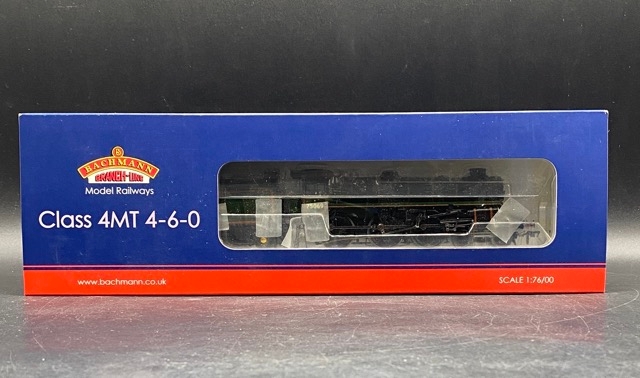 B
BACHMANN
BRANCH-LINE
Model Railways
Class 4MT 4-6-0
www.bachmann.co.uk
SCALE 1:76/00